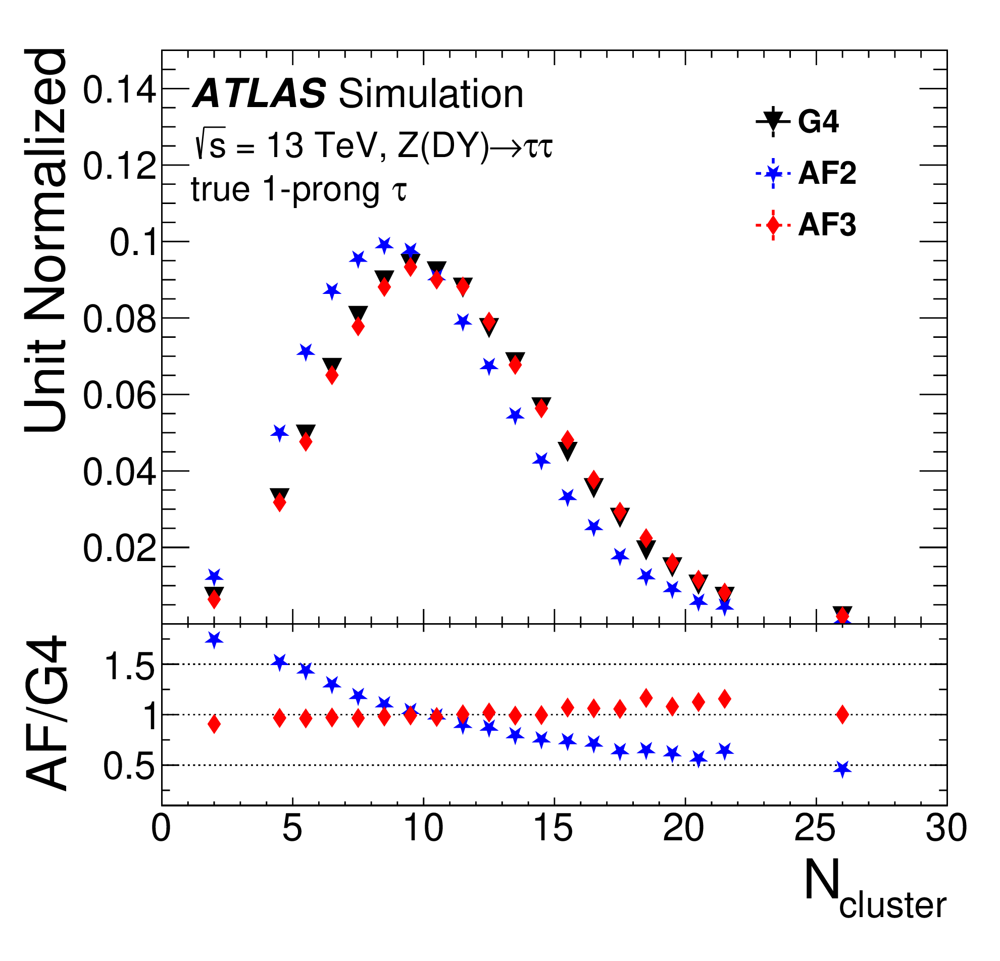 Unit Normalized
0.14
0.12
0.1
0.08
0.06
0.04
0.02
ATLAS Simulation
√s = 13 TeV, Z(DY)→ττ
true 1-prong τ
G4
AF2
AF3
AF/G4
1.5
1
0.5
0 5 10 15 20 25 30
N_cluster